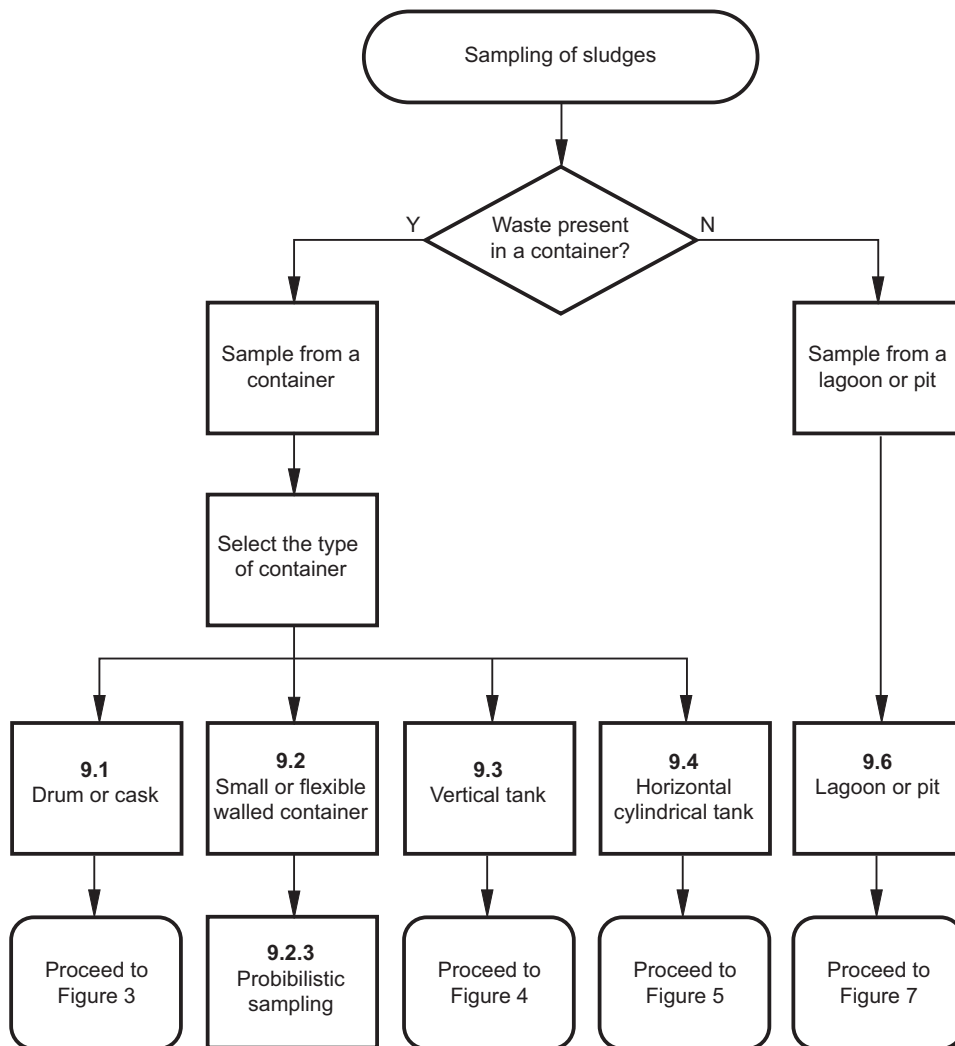 Sampling of sludges
Y
Waste present
in a container?
N
Sample from a
container
Sample from a
lagoon or pit
Select the type
of container
9.1
Drum or cask
9.2
Small or flexible
walled container
9.3
Vertical tank
9.4
Horizontal
cylindrical tank
9.6
Lagoon or pit
Proceed to
Figure 3
9.2.3
Probibilistic
sampling
Proceed to
Figure 4
Proceed to
Figure 5
Proceed to
Figure 7